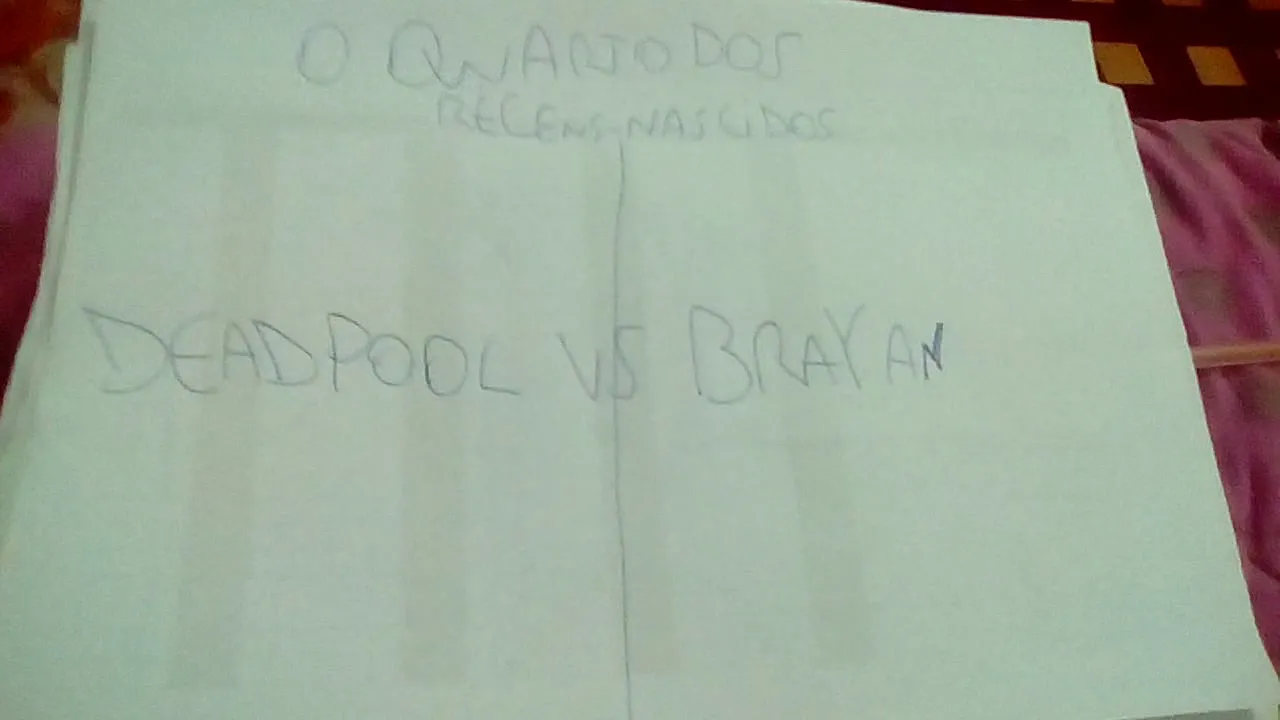 O QUARTO DOS
RECENS-NASCIDOS
DEADPOOL VS BRAYAN